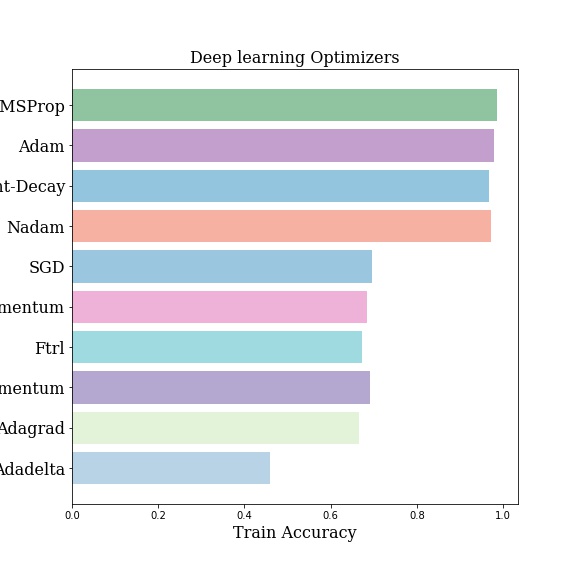 Deep learning Optimizers
MSProp
Adam
nt-Decay
Nadam
SGD
mentum
Ftrl
mentum
Adagrad
Adadelta
0.0 0.2 0.4 0.6 0.8 1.0
Train Accuracy